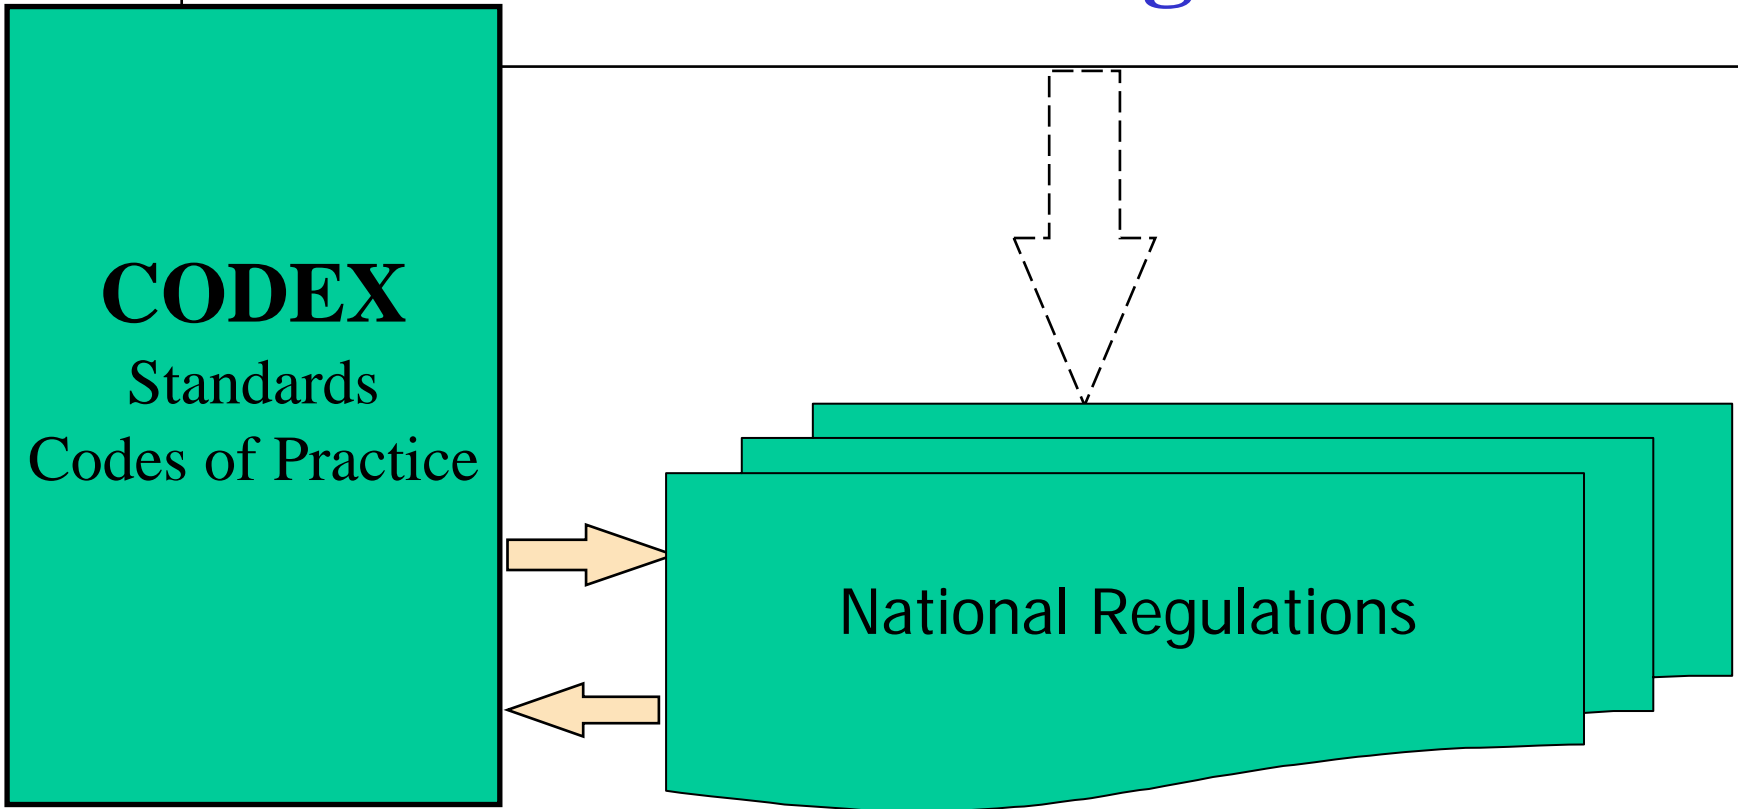 CODEX
Standards
Codes of Practice
National Regulations